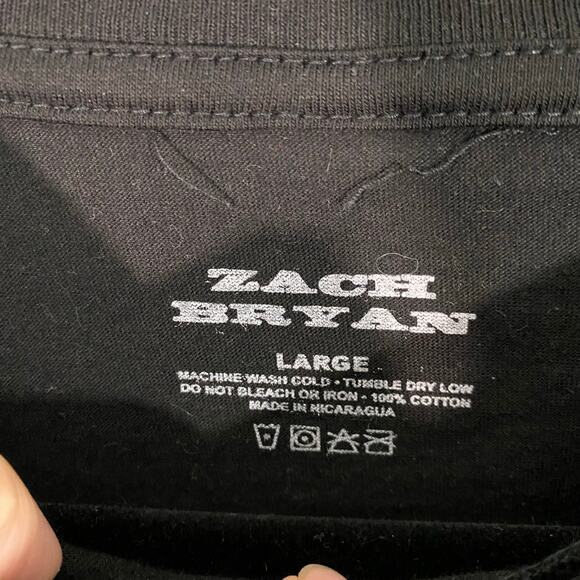 ZACH
BRYAN
LARGE
MACHINE WASH COLD • TUMBLE DRY LOW
DO NOT BLEACH OR IRON • 100% COTTON
MADE IN NICARAGUA